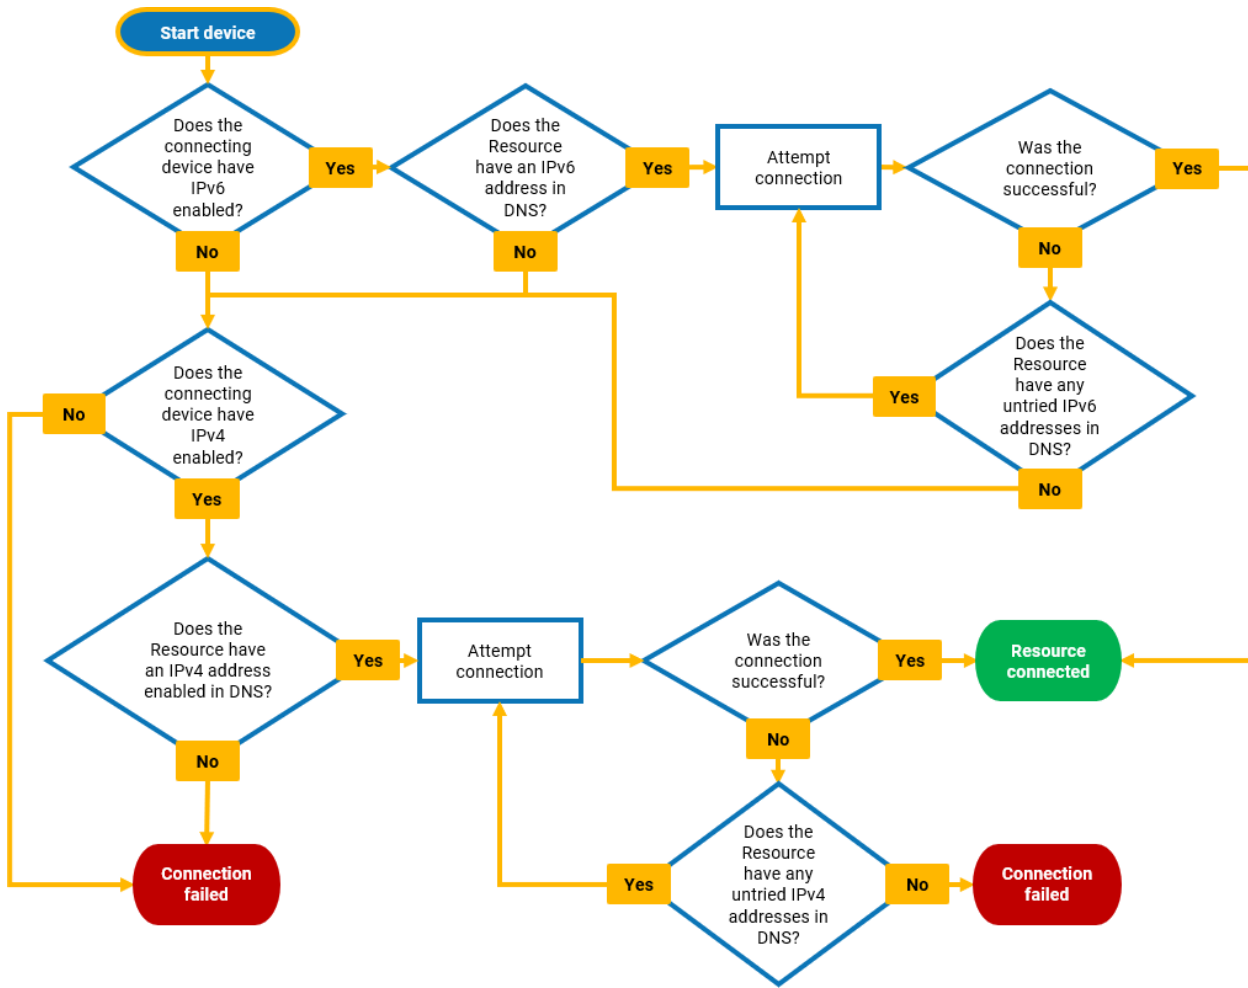 Start device
Does the
connecting
device have
IPv6
enabled?
Yes
No
Does the
Resource
have an IPv6
address in
DNS?
Yes
No
Attempt
connection
Was the
connection
successful?
Yes
No
Does the
Resource
have any
untried IPv6
addresses in
DNS?
Yes
No
Does the
connecting
device have
IPv4
enabled?
No
Yes
Does the
Resource have
an IPv4 address
enabled in DNS?
Yes
No
Attempt
connection
Was the
connection
successful?
Yes
No
Resource
connected
Does the
Resource
have any
untried IPv4
addresses in
DNS?
Yes
No
Connection
failed
Connection
failed